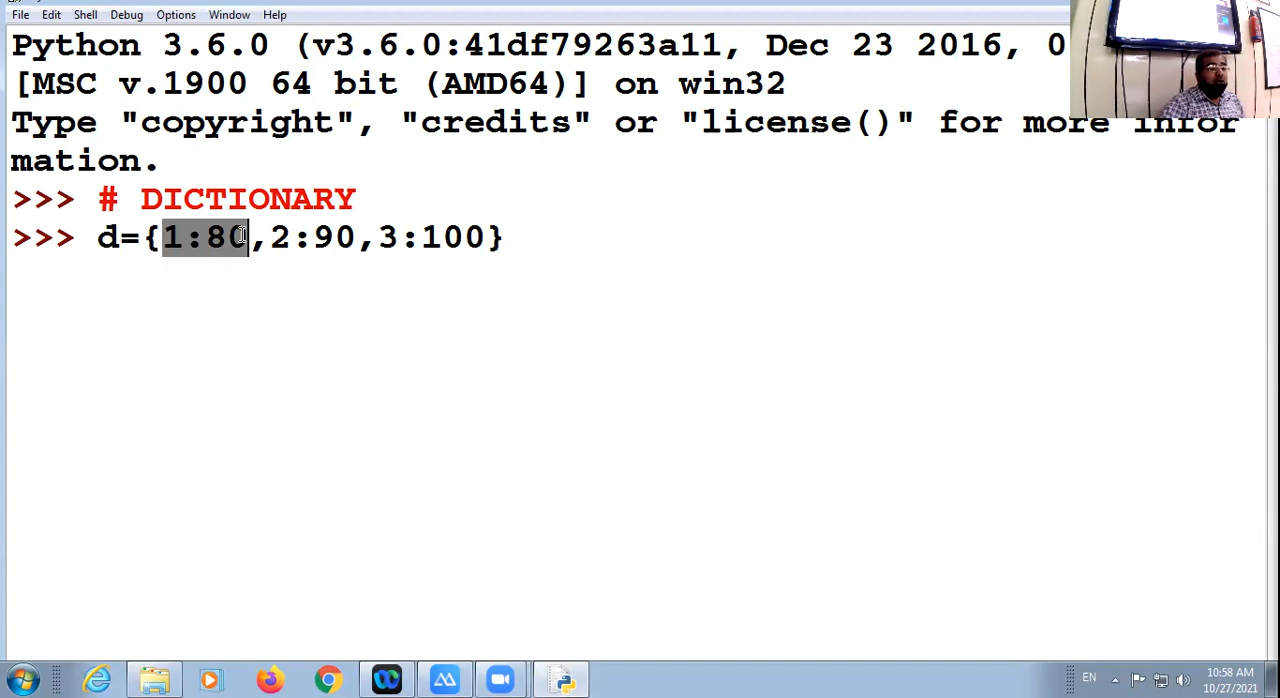 File Edit Shell Debug Options Window Help
Python 3.6.0 (v3.6.0:41df79263a11, Dec 23 2016, 0
[MSC v.1900 64 bit (AMD64)] on win32
Type "copyright", "credits" or "license()" for more infor
mation.
>>> # DICTIONARY
>>> d={1:80,2:90,3:100}
EN
10:58 AM
10/27/2021